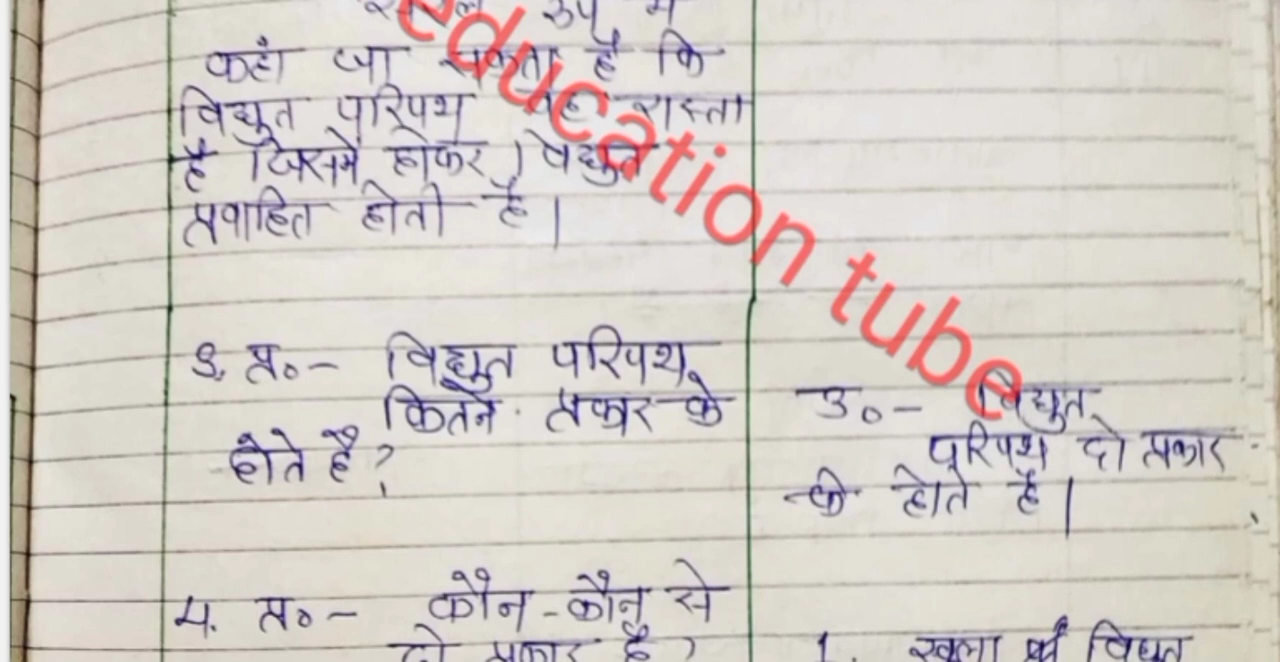 रूप में
कहां जा सकता है कि
विद्युत परिपथ वह रास्ता
है जिसमें होकर विद्युत
प्रवाहित होती है।
3. प्र०- विद्युत परिपथ
कितने प्रकार के
होते है?
उ०- विद्युत
परिपथ दो प्रकार
के होते है।
4. प्र०- कौन-कौन से
दो प्रकार है?
1. खुला विद्युत
education tube